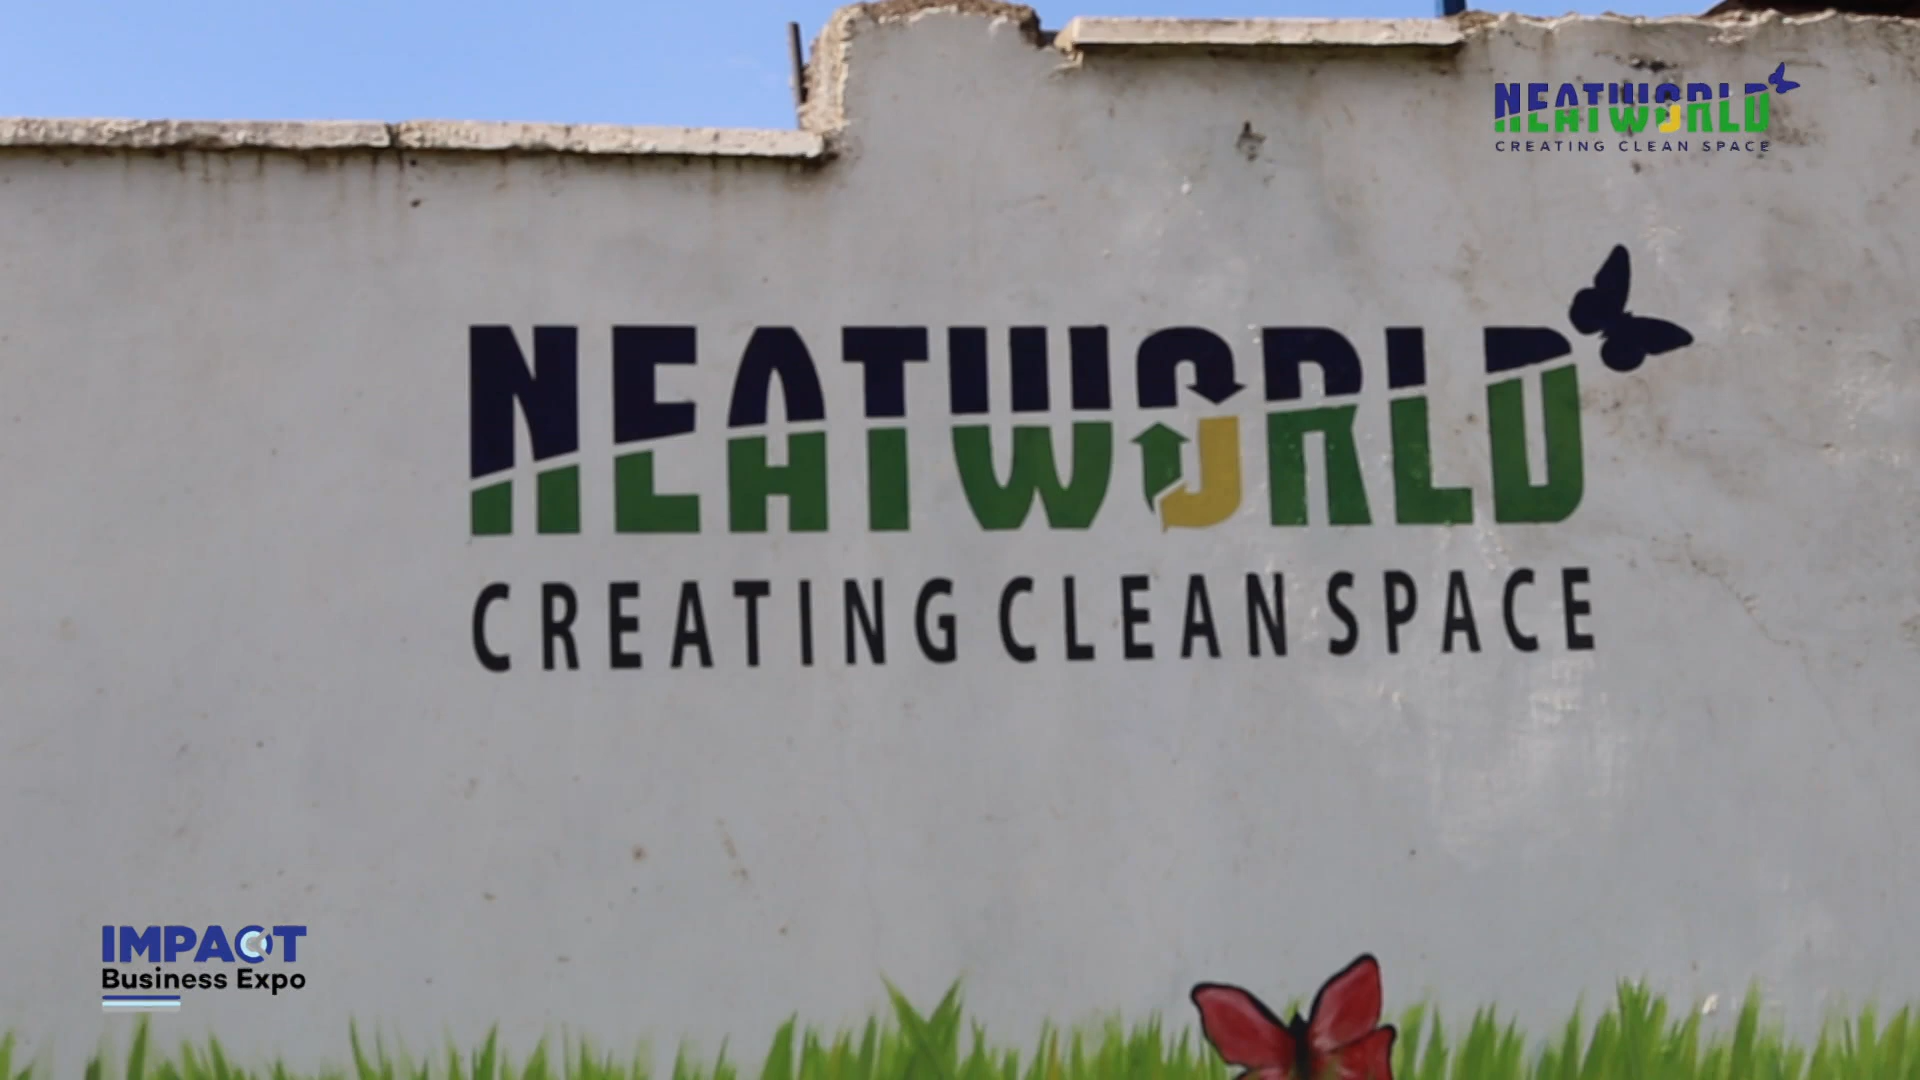 NEATWORLD
CREATING CLEAN SPACE
NEATWORLD
CREATING CLEAN SPACE
IMPACT
Business Expo